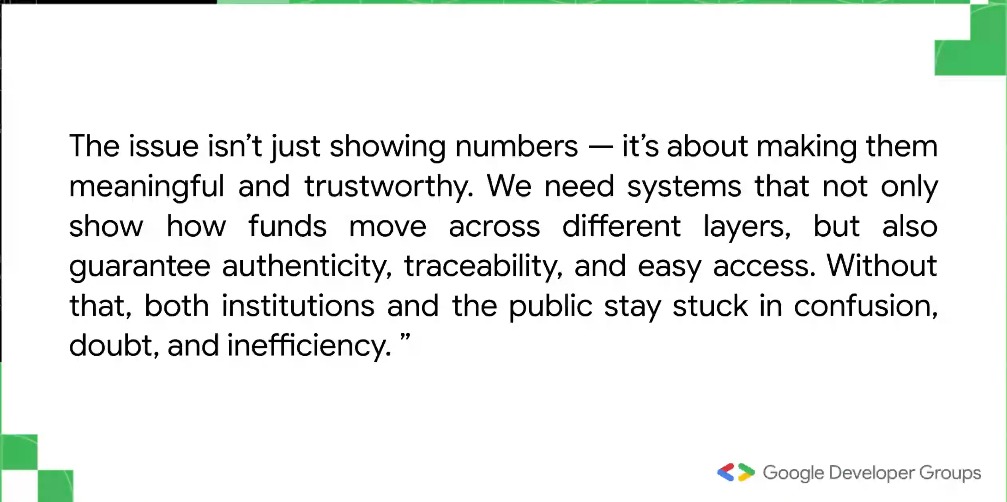 The issue isn’t just showing numbers — it’s about making them
meaningful and trustworthy. We need systems that not only
show how funds move across different layers, but also
guarantee authenticity, traceability, and easy access. Without
that, both institutions and the public stay stuck in confusion,
doubt, and inefficiency. ”
Google Developer Groups